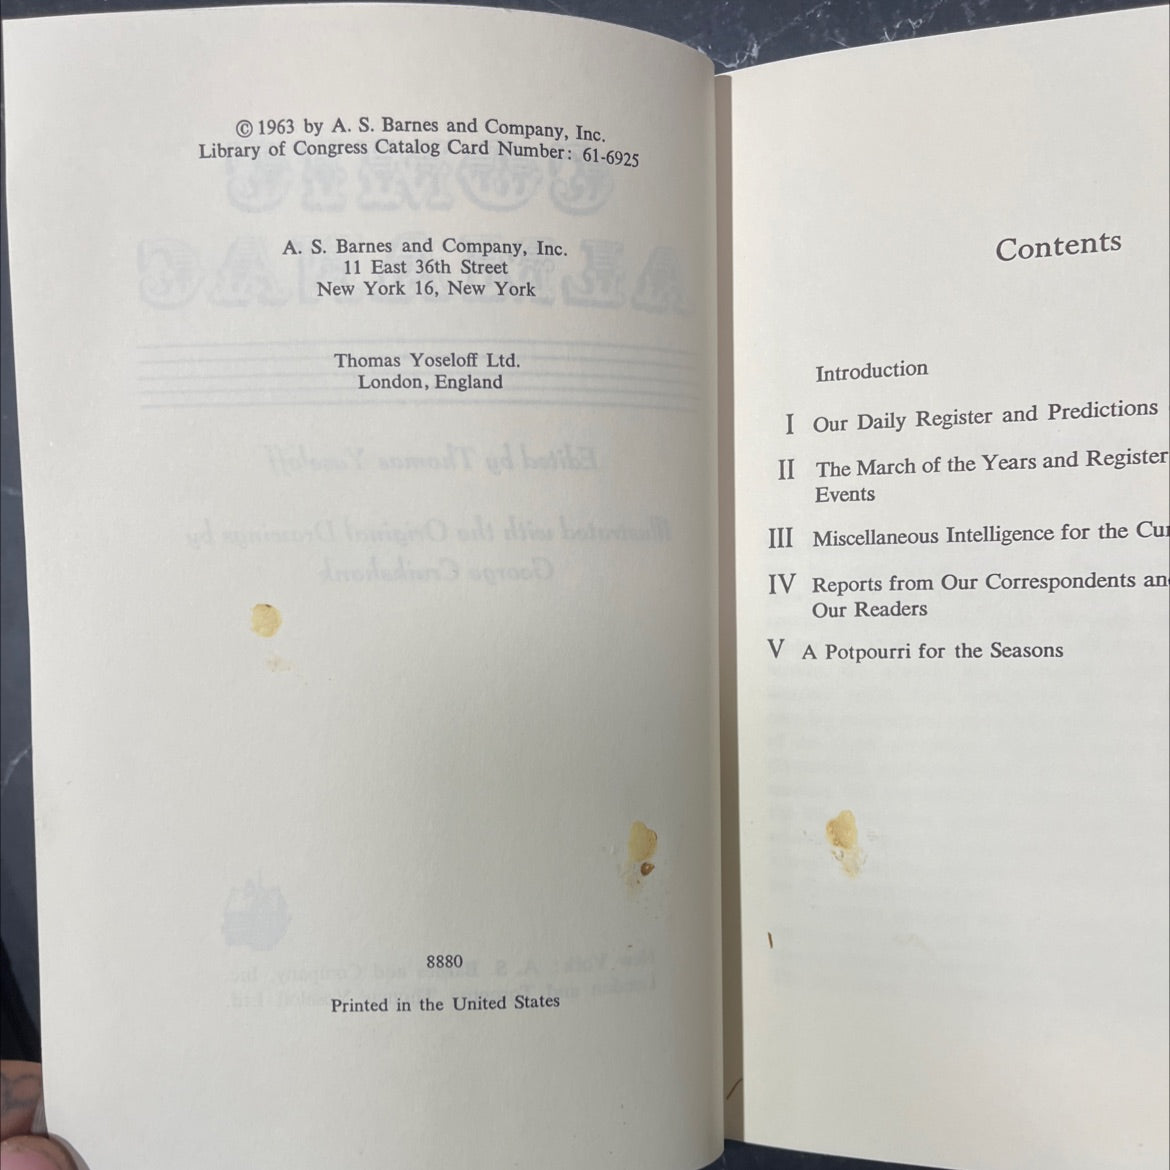 © 1963 by A. S. Barnes and Company, Inc.
Library of Congress Catalog Card Number: 61-6925
A. S. Barnes and Company, Inc.
11 East 36th Street
New York 16, New York
Thomas Yoseloff Ltd.
London, England
8880
Printed in the United States
Contents
Introduction
I Our Daily Register and Predictions
II The March of the Years and Register
Events
III Miscellaneous Intelligence for the
IV Reports from Our Correspondents
Our Readers
V A Potpourri for the Seasons